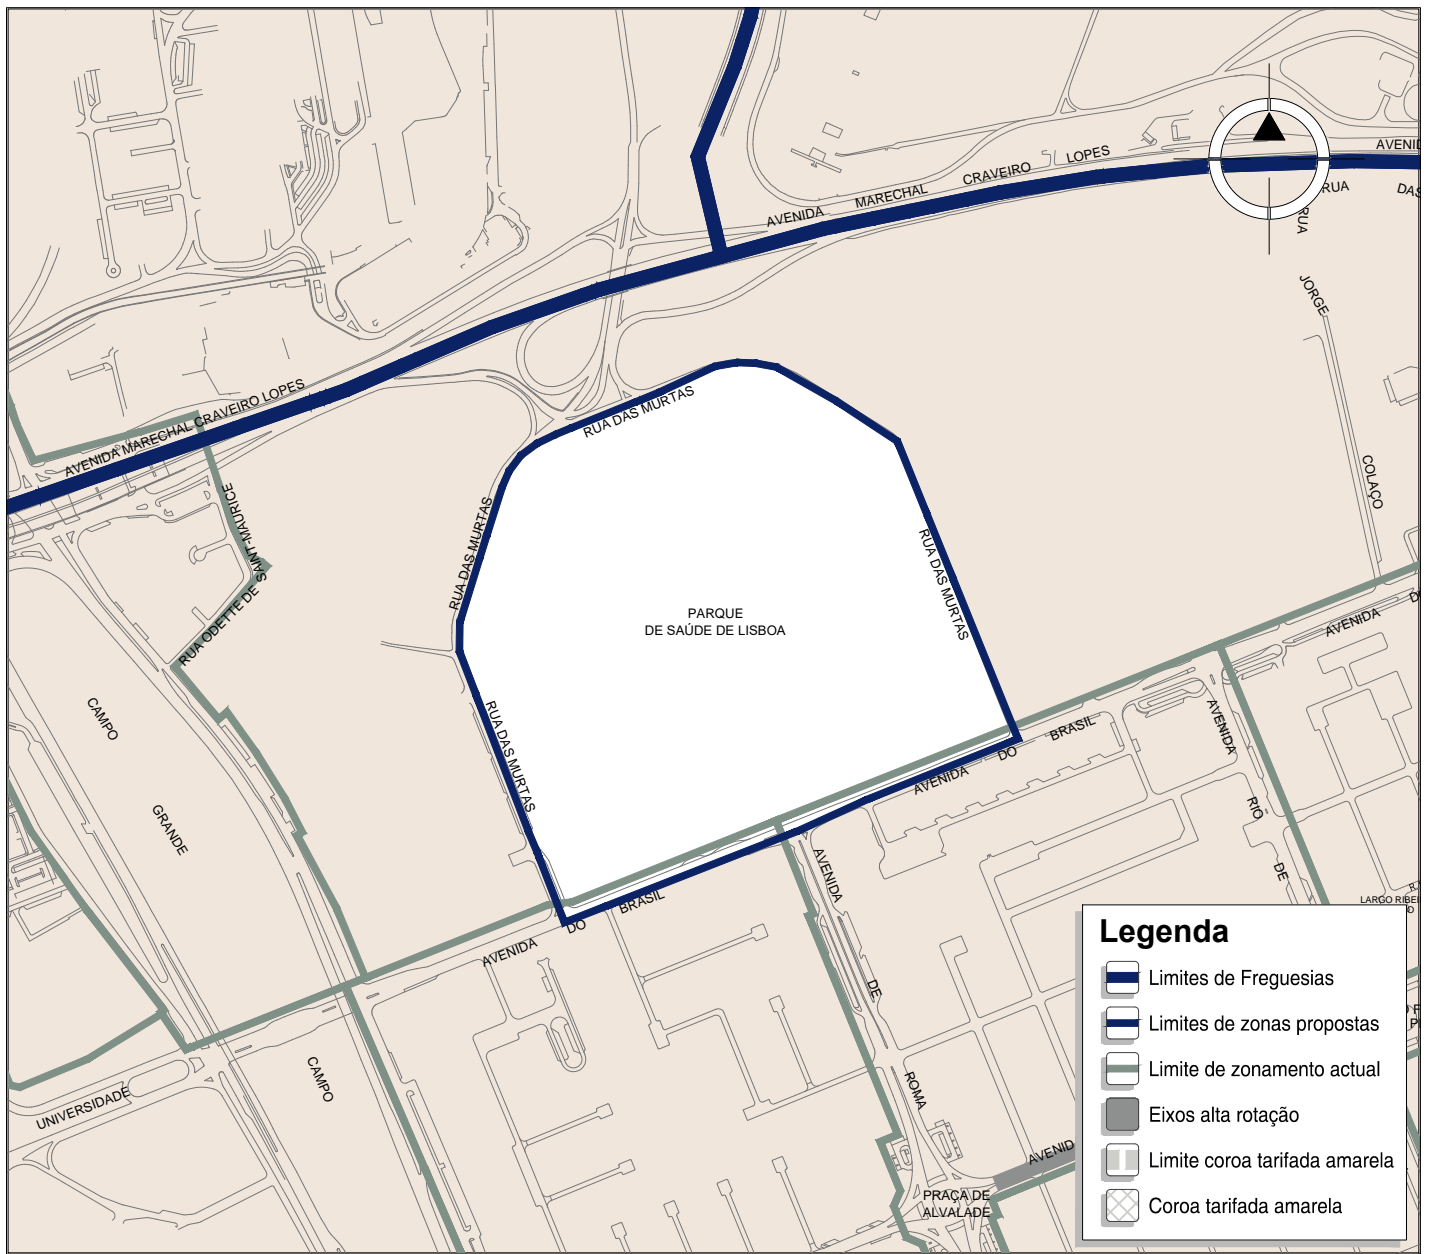 AVENIDA MARECHAL CRAVEIRO LOPES
RUA
DAS
RUA
JORGE
COLAÇO
AVENIDA MARECHAL CRAVEIRO LOPES
RUA DAS MURTAS
RUA DAS MURTAS
RUA DAS MURTAS
RUA DAS MURTAS
PARQUE
DE SAÚDE DE LISBOA
RUA ODETTE DE SAINT-MAURICE
CAMPO
GRANDE
CAMPO
AVENIDA
AVENIDA DO BRASIL
AVENIDA DO BRASIL
AVENIDA
RIO
DE
AVENIDA
DE
ROMA
LARGO
UNIVERSIDADE
PRAÇA DE
ALVALADE
Legenda
Limites de Freguesias
Limites de zonas propostas
Limite de zonamento actual
Eixos alta rotação
Limite coroa tarifada amarela
Coroa tarifada amarela